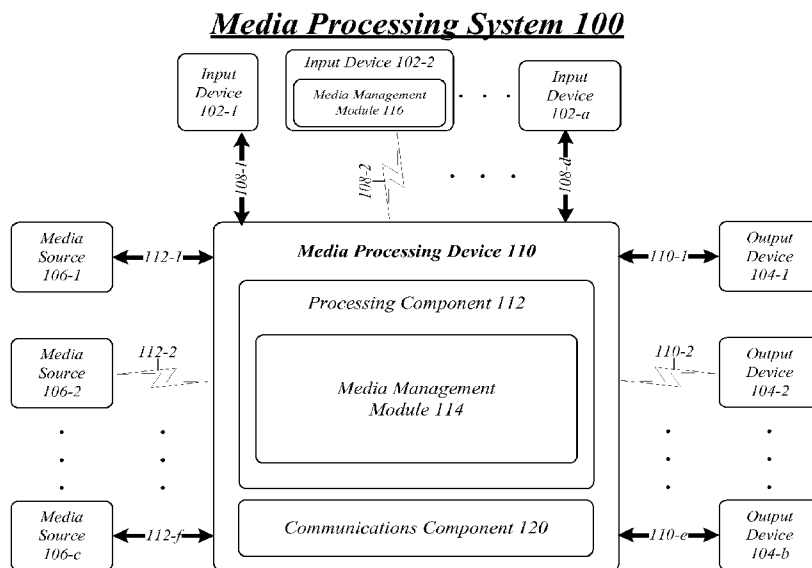 Media Processing System 100
Input
Device
102-1
Input Device 102-2
Media Management
Module 116
Input
Device
102-a
108-1
108-2
108-d
Media
Source
106-1
112-1
Media Processing Device 110
110-1
Output
Device
104-1
Processing Component 112
Media
Source
106-2
112-2
Media Management
Module 114
110-2
Output
Device
104-2
Media
Source
106-c
112-f
Communications Component 120
110-e
Output
Device
104-b